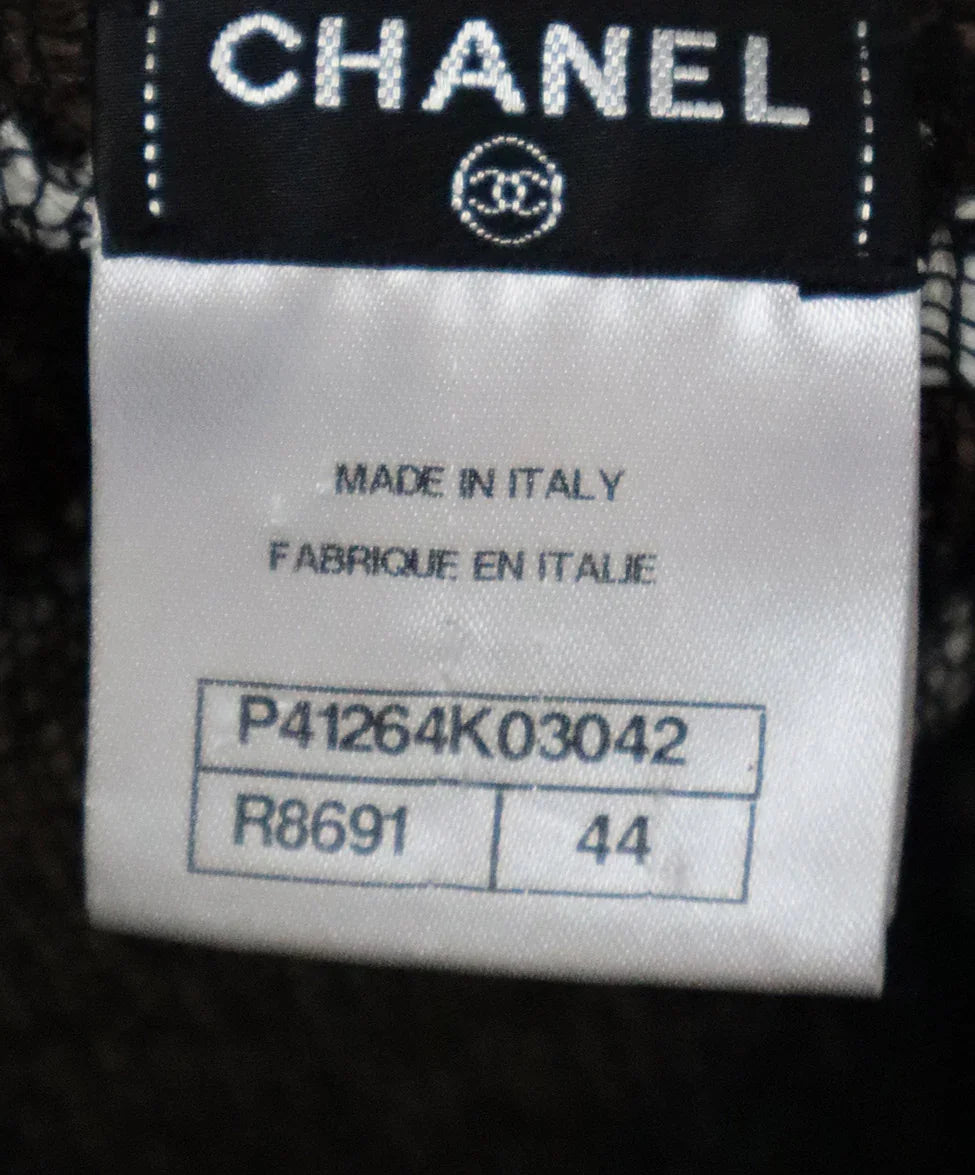 CHANEL
MADE IN ITALY
FABRIQUE EN ITALIE
P41264K03042
R8691 44